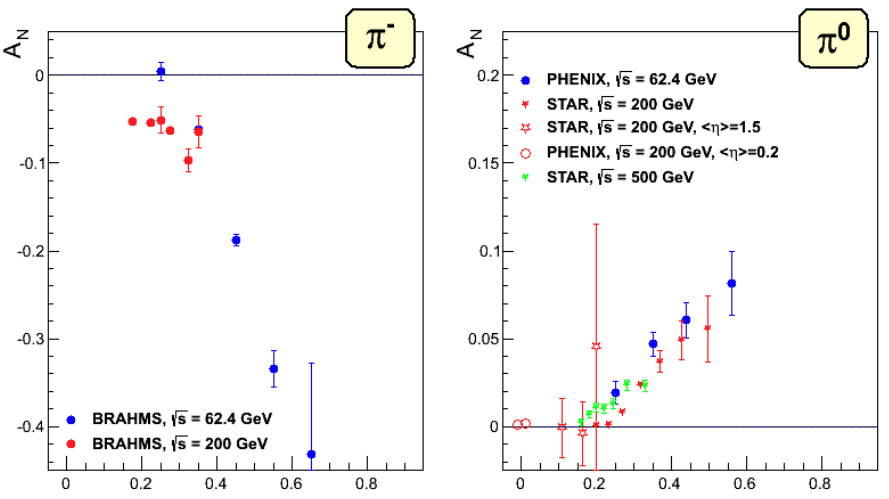 A_N
π⁻
0
-0.1
-0.2
-0.3
-0.4
BRAHMS, √s = 62.4 GeV
BRAHMS, √s = 200 GeV
0 0.2 0.4 0.6 0.8
A_N
π⁰
0.2
0.15
0.1
0.05
0
PHENIX, √s = 62.4 GeV
STAR, √s = 200 GeV
STAR, √s = 200 GeV, <η>=1.5
PHENIX, √s = 200 GeV, <η>=0.2
STAR, √s = 500 GeV
0 0.2 0.4 0.6 0.8